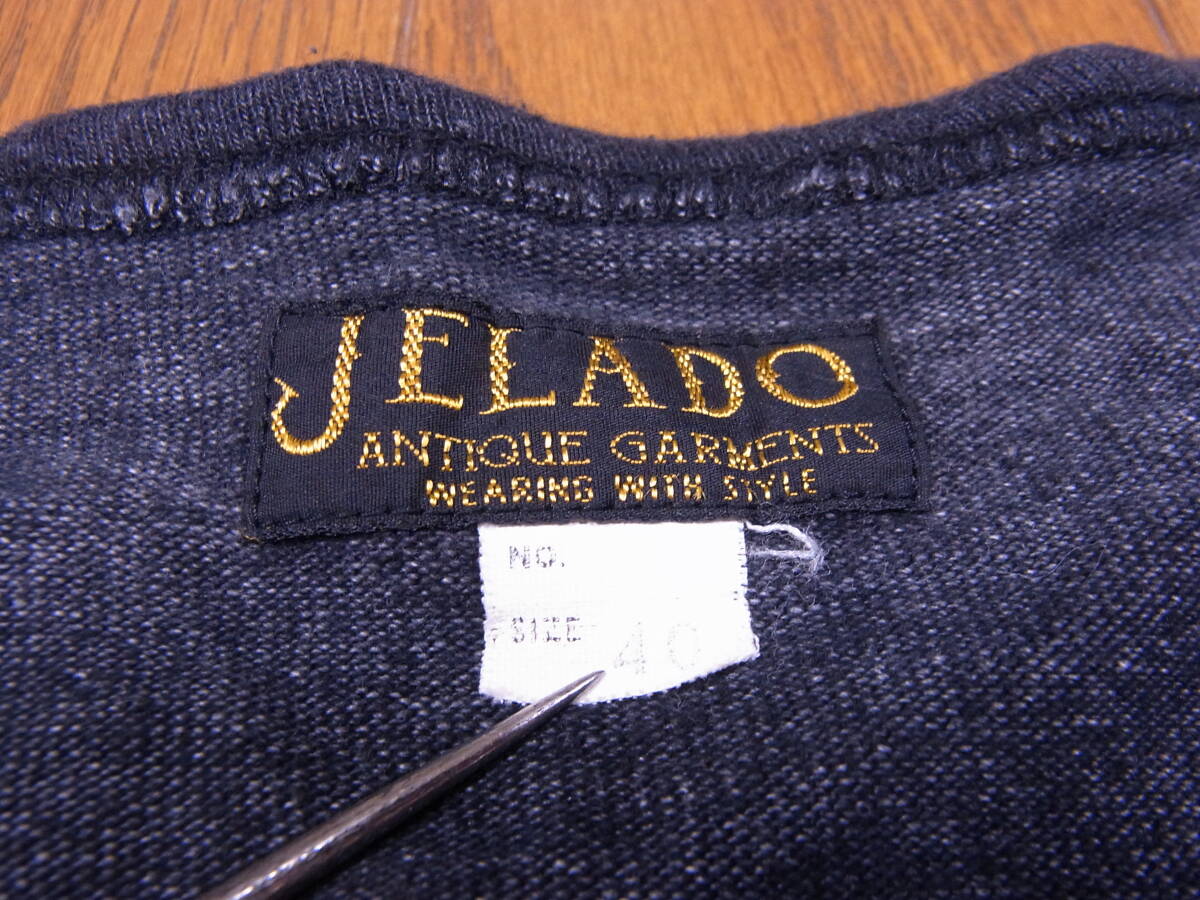 JELADO
ANTIQUE GARMENTS
WEARING WITH STYLE
NO.
SIZE 40